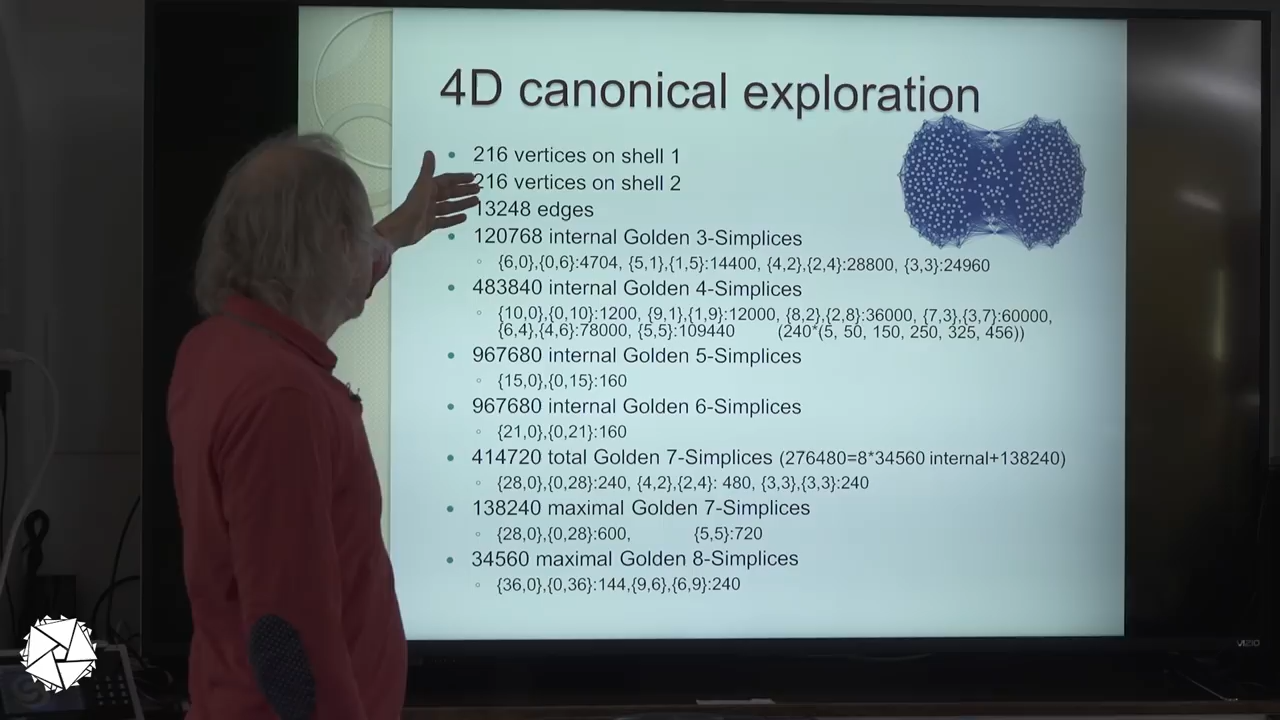 4D canonical exploration
216 vertices on shell 1
216 vertices on shell 2
13248 edges
120768 internal Golden 3-Simplices
{6,0},{0,6}:4704, {5,1},{1,5}:14400, {4,2},{2,4}:28800, {3,3}:24960
483840 internal Golden 4-Simplices
{10,0},{0,10}:1200, {9,1},{1,9}:12000, {8,2},{2,8}:36000, {7,3},{3,7}:60000,
{6,4},{4,6}:78000, {5,5}:109440 (240*(5, 50, 150, 250, 325, 456))
967680 internal Golden 5-Simplices
{15,0},{0,15}:160
967680 internal Golden 6-Simplices
{21,0},{0,21}:160
414720 total Golden 7-Simplices (276480=8*34560 internal+138240)
{28,0},{0,28}:240, {4,2},{2,4}: 480, {3,3},{3,3}:240
138240 maximal Golden 7-Simplices
{28,0},{0,28}:600, {5,5}:720
34560 maximal Golden 8-Simplices
{36,0},{0,36}:144,{9,6},{6,9}:240
VIZIO